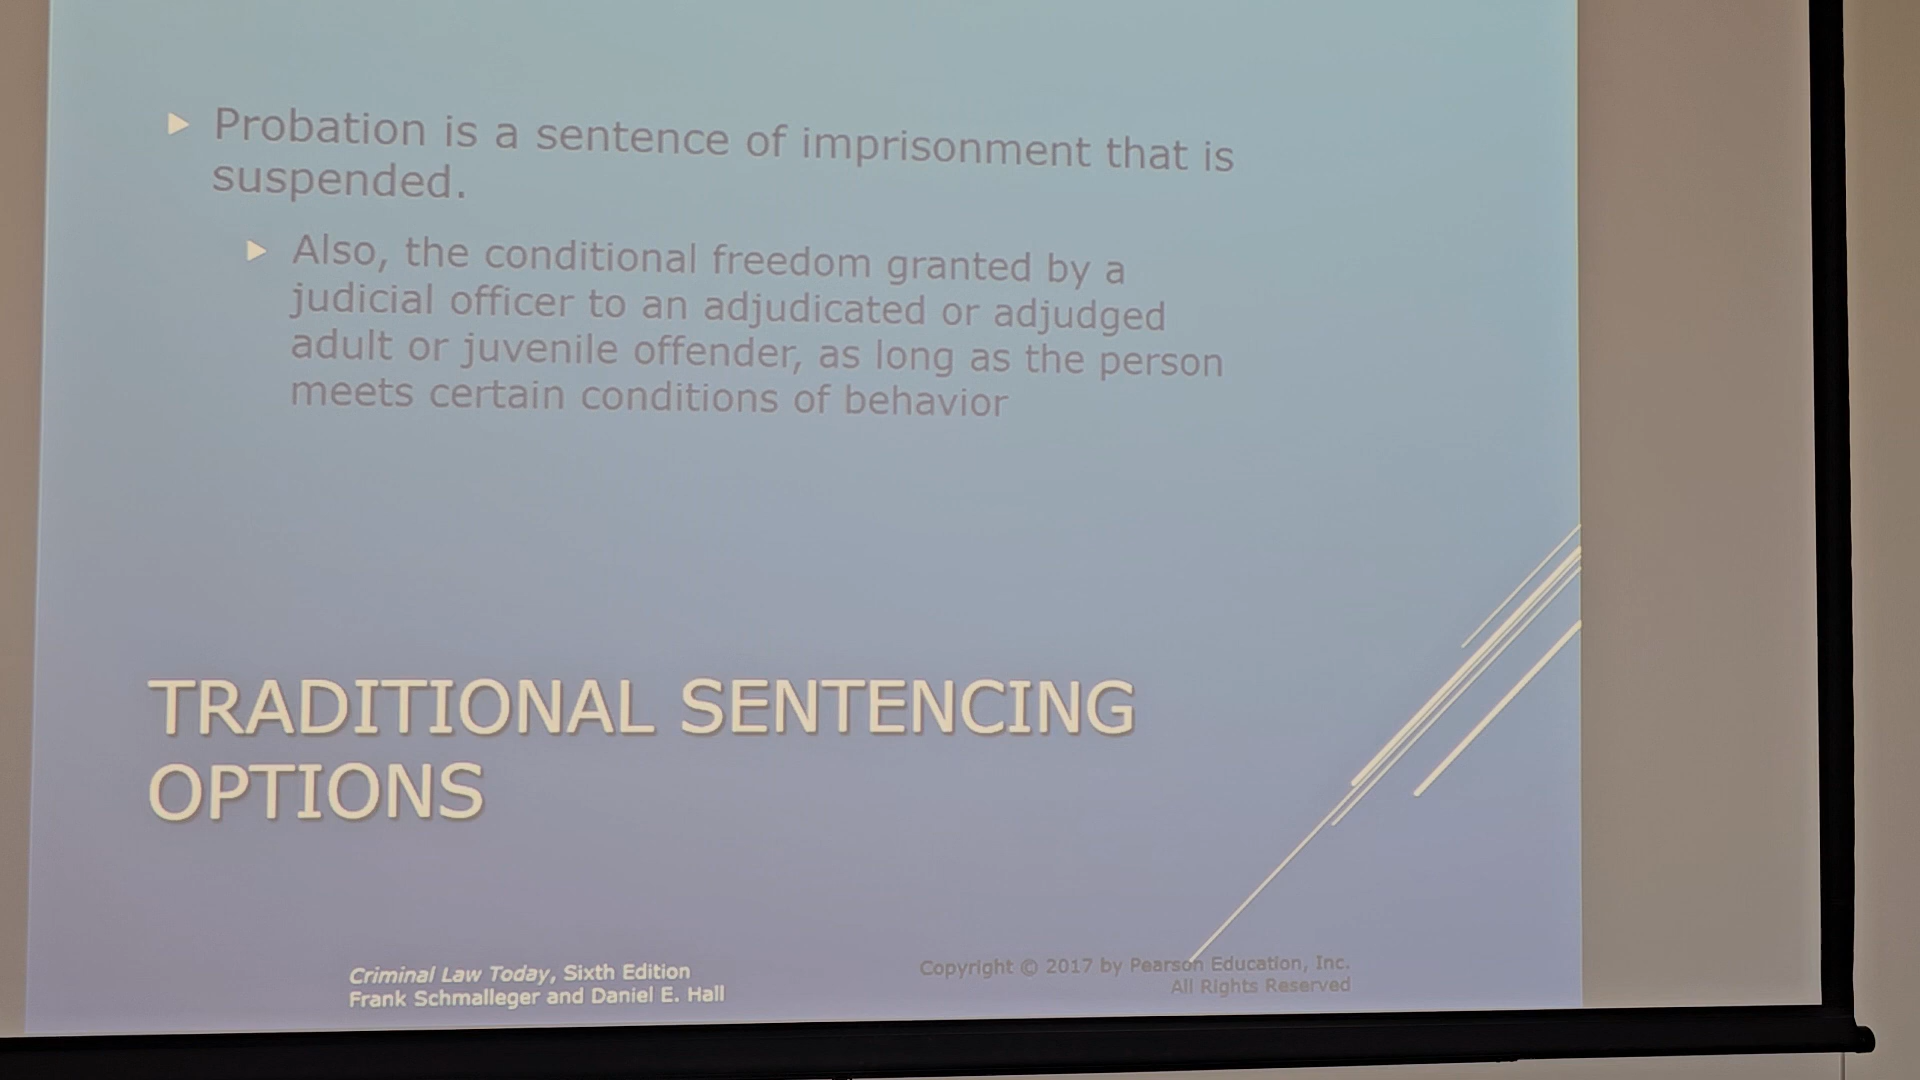 Probation is a sentence of imprisonment that is
suspended.
Also, the conditional freedom granted by a
judicial officer to an adjudicated or adjudged
adult or juvenile offender, as long as the person
meets certain conditions of behavior
TRADITIONAL SENTENCING
OPTIONS
Criminal Law Today, Sixth Edition
Frank Schmalleger and Daniel E. Hall
Copyright © 2017 by Pearson Education, Inc.
All Rights Reserved